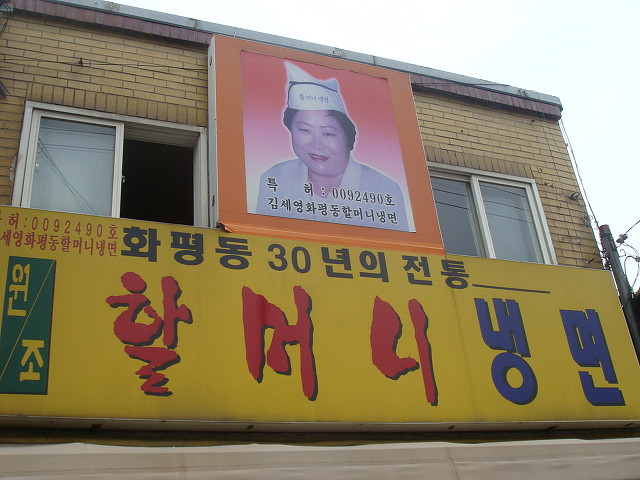 할머니냉면
특 허 : 0092490호
김세영화평동할머니냉면
특허:0092490호
세영화평동할머니냉면
화평동 30년의 전통
원조
할머니냉면